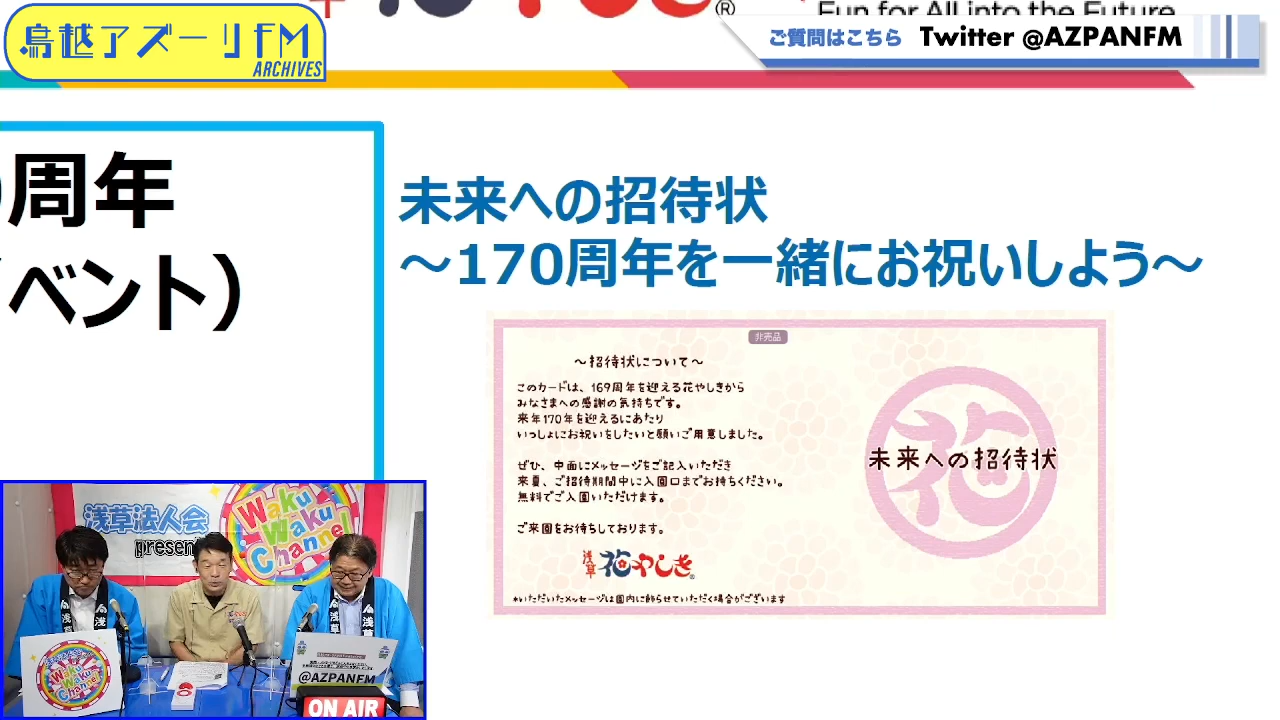 鳥越アズーリFM
ARCHIVES
Fun for All into the Future
ご質問はこちら Twitter @AZPANFM
周年
イベント）
未来への招待状
～170周年を一緒にお祝いしよう～
非売品
～招待状について～
このカードは、169周年を迎える花やしきから
みなさまへの感謝の気持ちです。
来年170年を迎えるにあたり
いっしょにお祝いをしたいと願いご用意しました。
ぜひ、中面にメッセージをご記入いただき
来夏、ご招待期間中に入園口までお持ちください。
無料でご入園いただけます。
ご来園をお待ちしております。
浅草花やしき®
*いただいたメッセージは園内に飾らせていただく場合がございます
花
未来への招待状
浅草法人会
presen
Waku
Waku
Channel
浅草
浅草
Waku
Waku
Channel
@AZPANFM
ON AIR